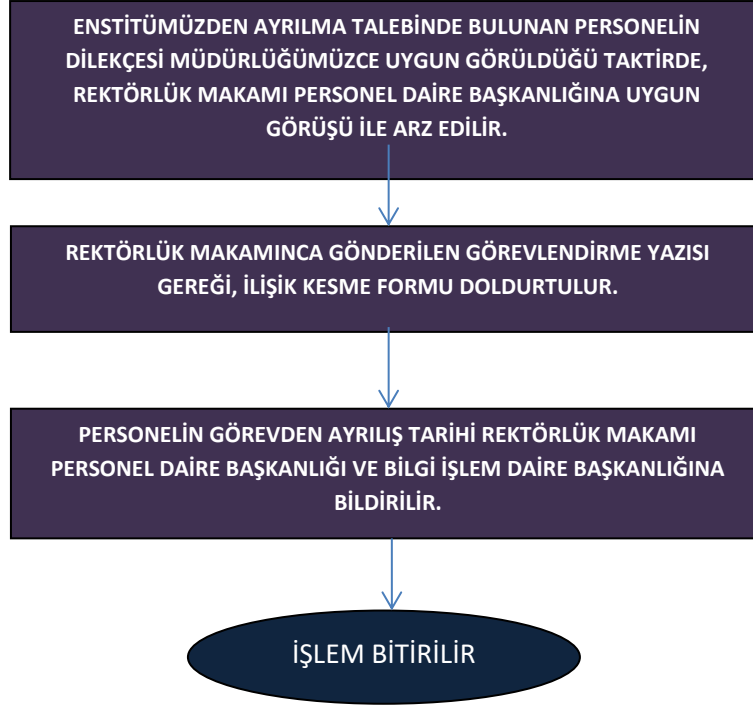 ENSTİTÜMÜZDEN AYRILMA TALEBİNDE BULUNAN PERSONELİN
DİLEKÇESİ MÜDÜRLÜĞÜMÜZCE UYGUN GÖRÜLDÜĞÜ TAKTİRDE,
REKTÖRLÜK MAKAMI PERSONEL DAİRE BAŞKANLIĞINA UYGUN
GÖRÜŞÜ İLE ARZ EDİLİR.
REKTÖRLÜK MAKAMINCA GÖNDERİLEN GÖREVLENDİRME YAZISI
GEREĞİ, İLİŞİK KESME FORMU DOLDURTULUR.
PERSONELİN GÖREVDEN AYRILIŞ TARİHİ REKTÖRLÜK MAKAMI
PERSONEL DAİRE BAŞKANLIĞI VE BİLGİ İŞLEM DAİRE BAŞKANLIĞINA
BİLDİRİLİR.
İŞLEM BİTİRİLİR